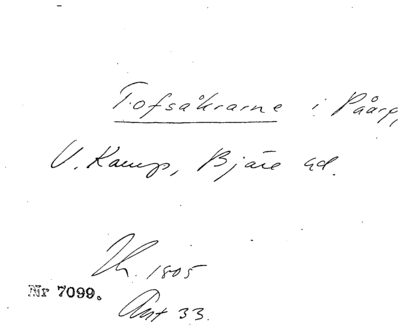 Tofsåkrarne i Påarp,
V. Karup, Bjäre hd.
1805
Nr 7099.
Ant 33.